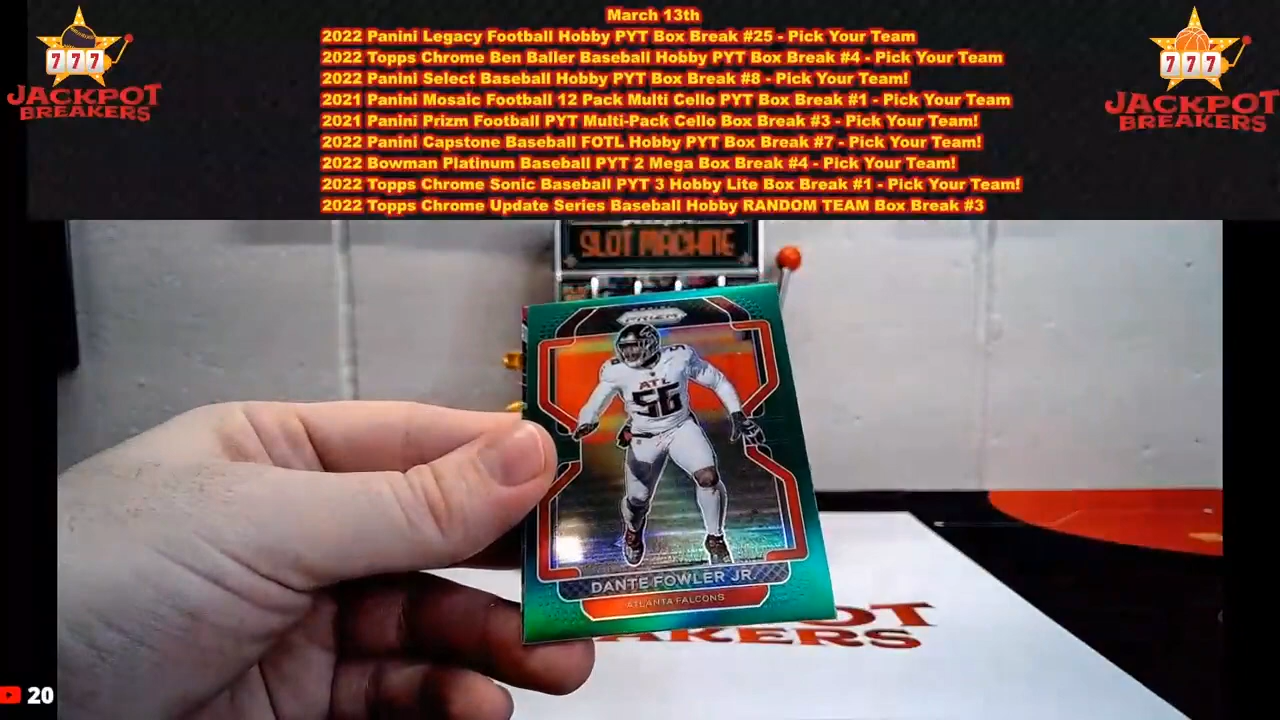 March 13th
2022 Panini Legacy Football Hobby PYT Box Break #25 - Pick Your Team
2022 Topps Chrome Ben Baller Baseball Hobby PYT Box Break #4 - Pick Your Team
2022 Panini Select Baseball Hobby PYT Box Break #8 - Pick Your Team!
2021 Panini Mosaic Football 12 Pack Multi Cello PYT Box Break #1 - Pick Your Team
2021 Panini Prizm Football PYT Multi-Pack Cello Box Break #3 - Pick Your Team!
2022 Panini Capstone Baseball FOTL Hobby PYT Box Break #7 - Pick Your Team!
2022 Bowman Platinum Baseball PYT 2 Mega Box Break #4 - Pick Your Team!
2022 Topps Chrome Sonic Baseball PYT 3 Hobby Lite Box Break #1 - Pick Your Team!
2022 Topps Chrome Update Series Baseball Hobby RANDOM TEAM Box Break #3
777
JACKPOT
BREAKERS
777
JACKPOT
BREAKERS
SLOT MACHINE
PRIZM
ATL
56
DANTE FOWLER JR.
ATLANTA FALCONS
POT
AKERS
20